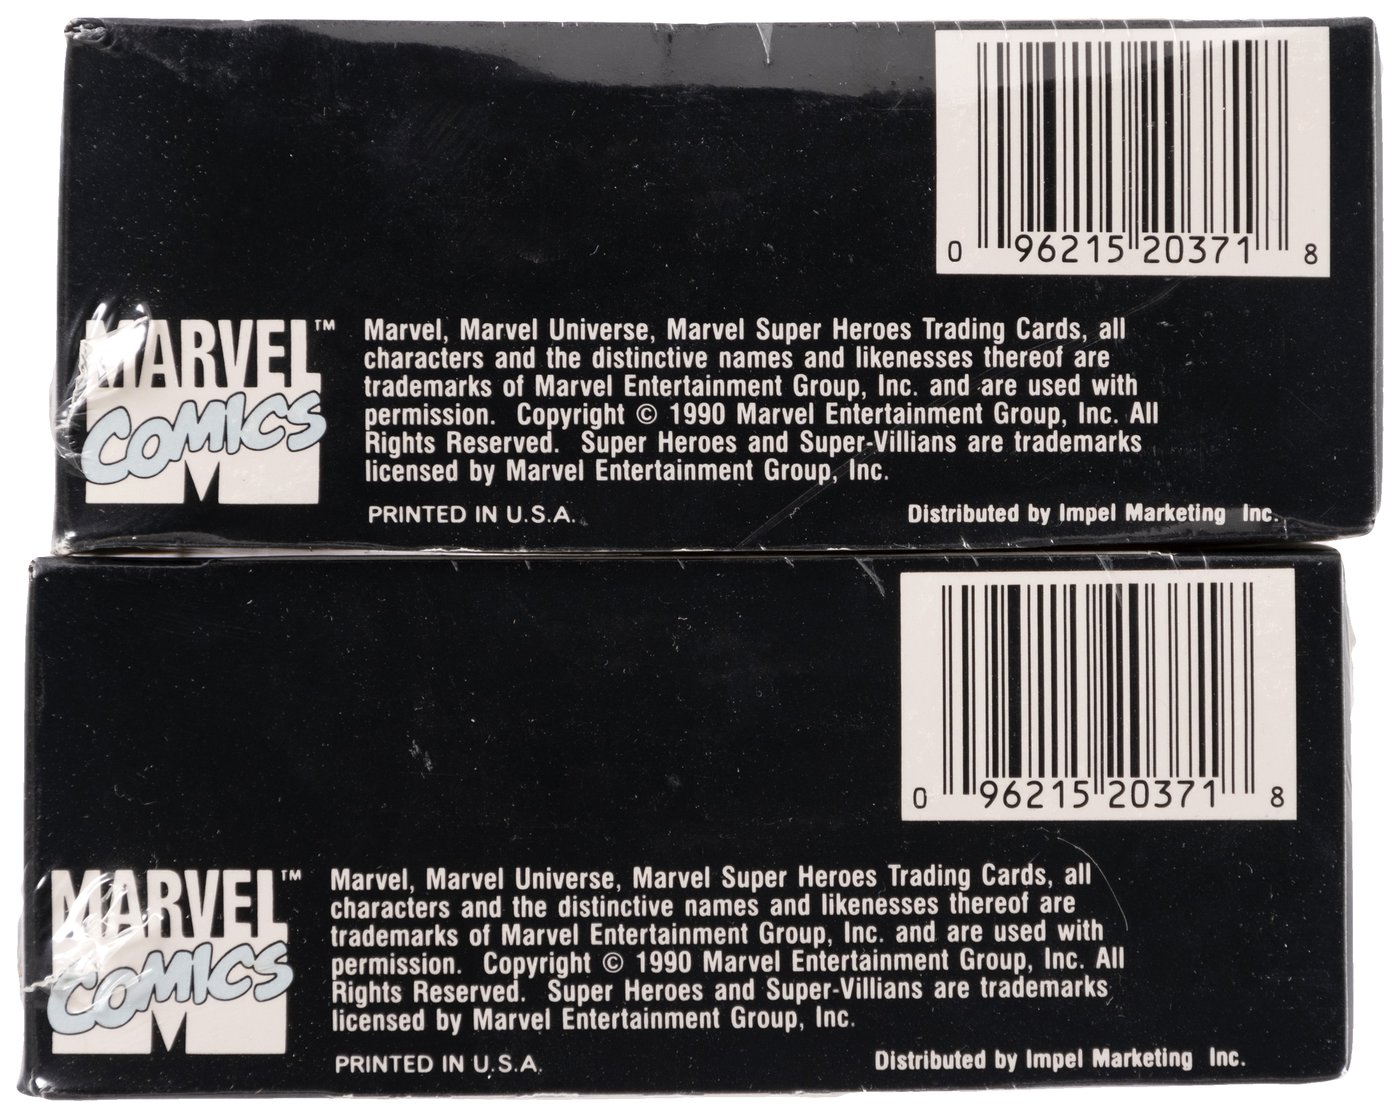 0 96215 20371 8
MARVEL™
COMICS
Marvel, Marvel Universe, Marvel Super Heroes Trading Cards, all
characters and the distinctive names and likenesses thereof are
trademarks of Marvel Entertainment Group, Inc. and are used with
permission. Copyright © 1990 Marvel Entertainment Group, Inc. All
Rights Reserved. Super Heroes and Super-Villians are trademarks
licensed by Marvel Entertainment Group, Inc.
PRINTED IN U.S.A.
Distributed by Impel Marketing Inc.
0 96215 20371 8
MARVEL™
COMICS
Marvel, Marvel Universe, Marvel Super Heroes Trading Cards, all
characters and the distinctive names and likenesses thereof are
trademarks of Marvel Entertainment Group, Inc. and are used with
permission. Copyright © 1990 Marvel Entertainment Group, Inc. All
Rights Reserved. Super Heroes and Super-Villians are trademarks
licensed by Marvel Entertainment Group, Inc.
PRINTED IN U.S.A.
Distributed by Impel Marketing Inc.